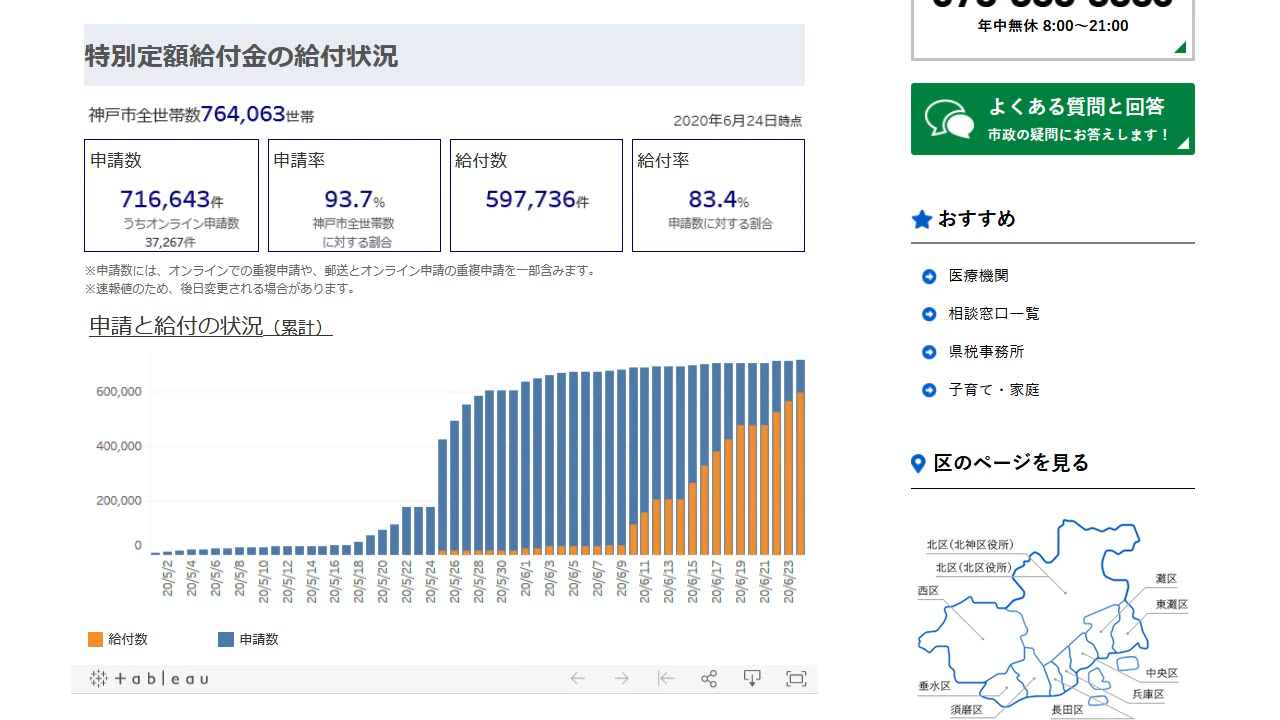 特別定額給付金の給付状況
神戸市全世帯数764,063世帯
2020年6月24日時点
申請数
716,643件
うちオンライン申請数
37,267件
申請率
93.7%
神戸市全世帯数
に対する割合
給付数
597,736件
給付率
83.4%
申請数に対する割合
※申請数には、オンラインでの重複申請や、郵送とオンライン申請の重複申請を一部含みます。
※速報値のため、後日変更される場合があります。
申請と給付の状況（累計）
600,000
400,000
200,000
0
20/5/2
20/5/4
20/5/6
20/5/8
20/5/10
20/5/12
20/5/14
20/5/16
20/5/18
20/5/20
20/5/22
20/5/24
20/5/26
20/5/28
20/5/30
20/6/1
20/6/3
20/6/5
20/6/7
20/6/9
20/6/11
20/6/13
20/6/15
20/6/17
20/6/19
20/6/21
20/6/23
給付数
申請数
+ableau
年中無休 8:00～21:00
よくある質問と回答
市政の疑問にお答えします！
おすすめ
医療機関
相談窓口一覧
県税事務所
子育て・家庭
区のページを見る
北区(北神区役所)
北区(北区役所)
西区
灘区
東灘区
中央区
兵庫区
垂水区
須磨区
長田区